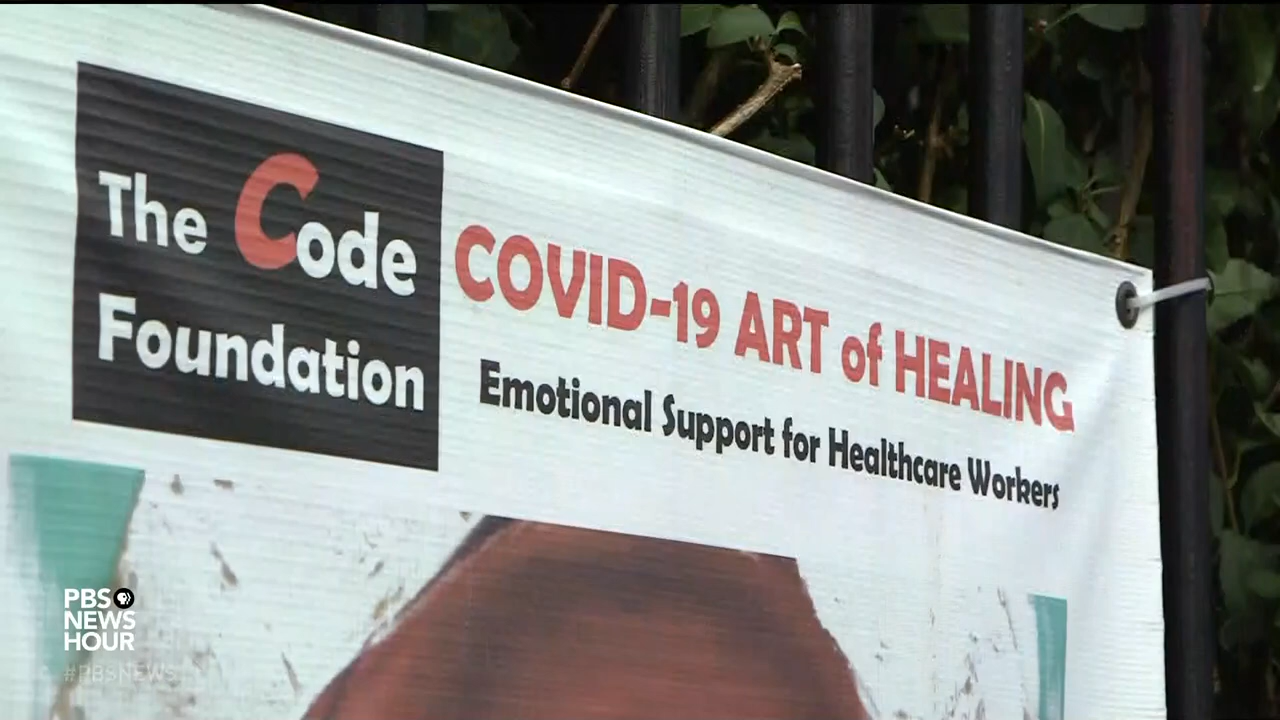 The Code
Foundation
COVID-19 ART of HEALING
Emotional Support for Healthcare Workers
PBS
NEWS
HOUR
#PBSNEWS